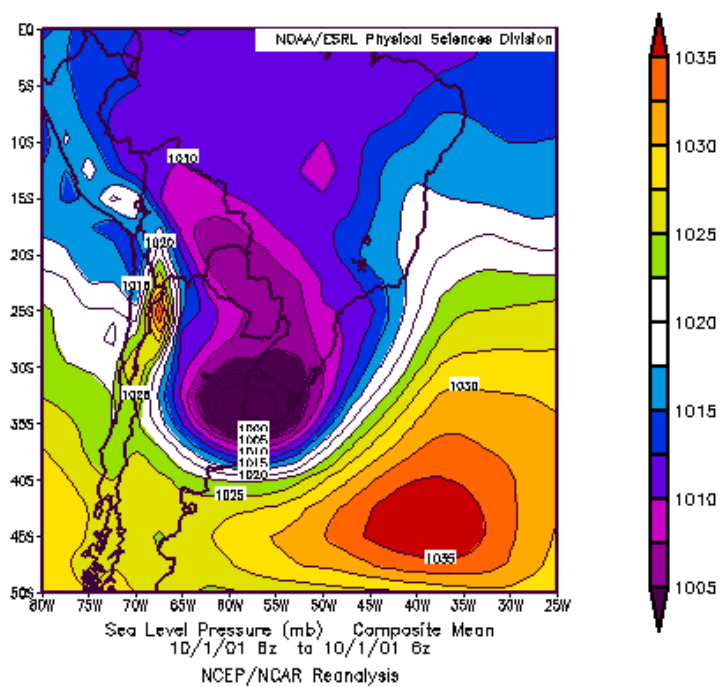 NOAA/ESRL Physical Sciences Division
EQ
5S
10S
15S
20S
25S
30S
35S
40S
45S
50S
1010
1020
1015
1025
1030
1000
1005
1010
1015
1020
1025
1035
80W 75W 70W 65W 60W 55W 50W 45W 40W 35W 30W 25W
Sea Level Pressure (mb) Composite Mean
10/1/01 6z to 10/1/01 6z
NCEP/NCAR Reanalysis
1035
1030
1025
1020
1015
1010
1005